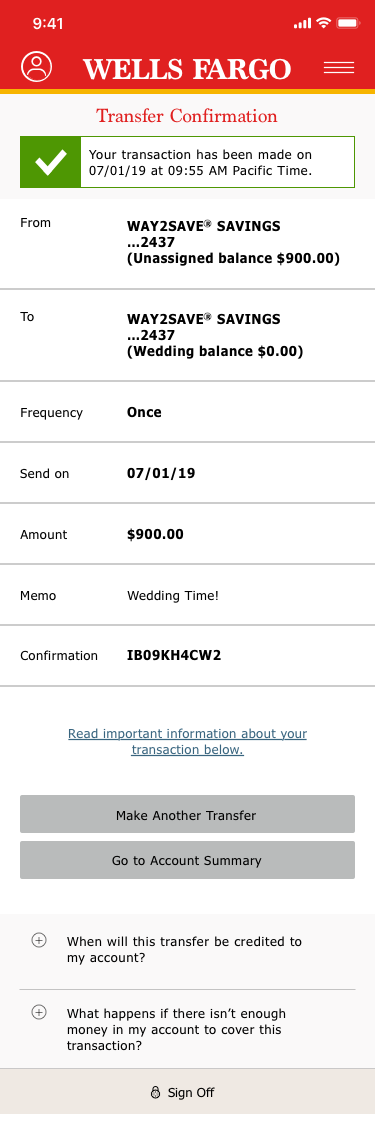 9:41
WELLS FARGO
Transfer Confirmation
Your transaction has been made on
07/01/19 at 09:55 AM Pacific Time.
From
WAY2SAVE® SAVINGS
...2437
(Unassigned balance $900.00)
To
WAY2SAVE® SAVINGS
...2437
(Wedding balance $0.00)
Frequency Once
Send on 07/01/19
Amount $900.00
Memo Wedding Time!
Confirmation IB09KH4CW2
Read important information about your
transaction below.
Make Another Transfer
Go to Account Summary
When will this transfer be credited to
my account?
What happens if there isn’t enough
money in my account to cover this
transaction?
Sign Off